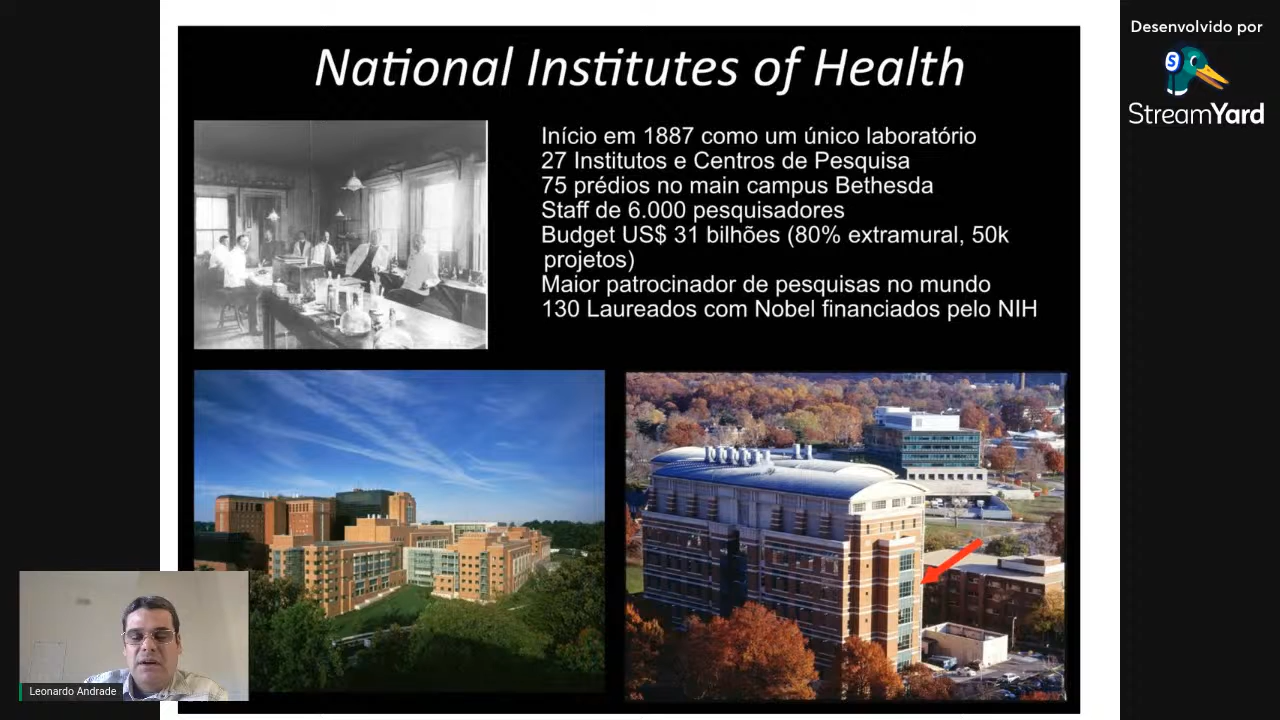 National Institutes of Health
Início em 1887 como um único laboratório
27 Institutos e Centros de Pesquisa
75 prédios no main campus Bethesda
Staff de 6.000 pesquisadores
Budget US$ 31 bilhões (80% extramural, 50k
projetos)
Maior patrocinador de pesquisas no mundo
130 Laureados com Nobel financiados pelo NIH
Desenvolvido por
S
StreamYard
Leonardo Andrade